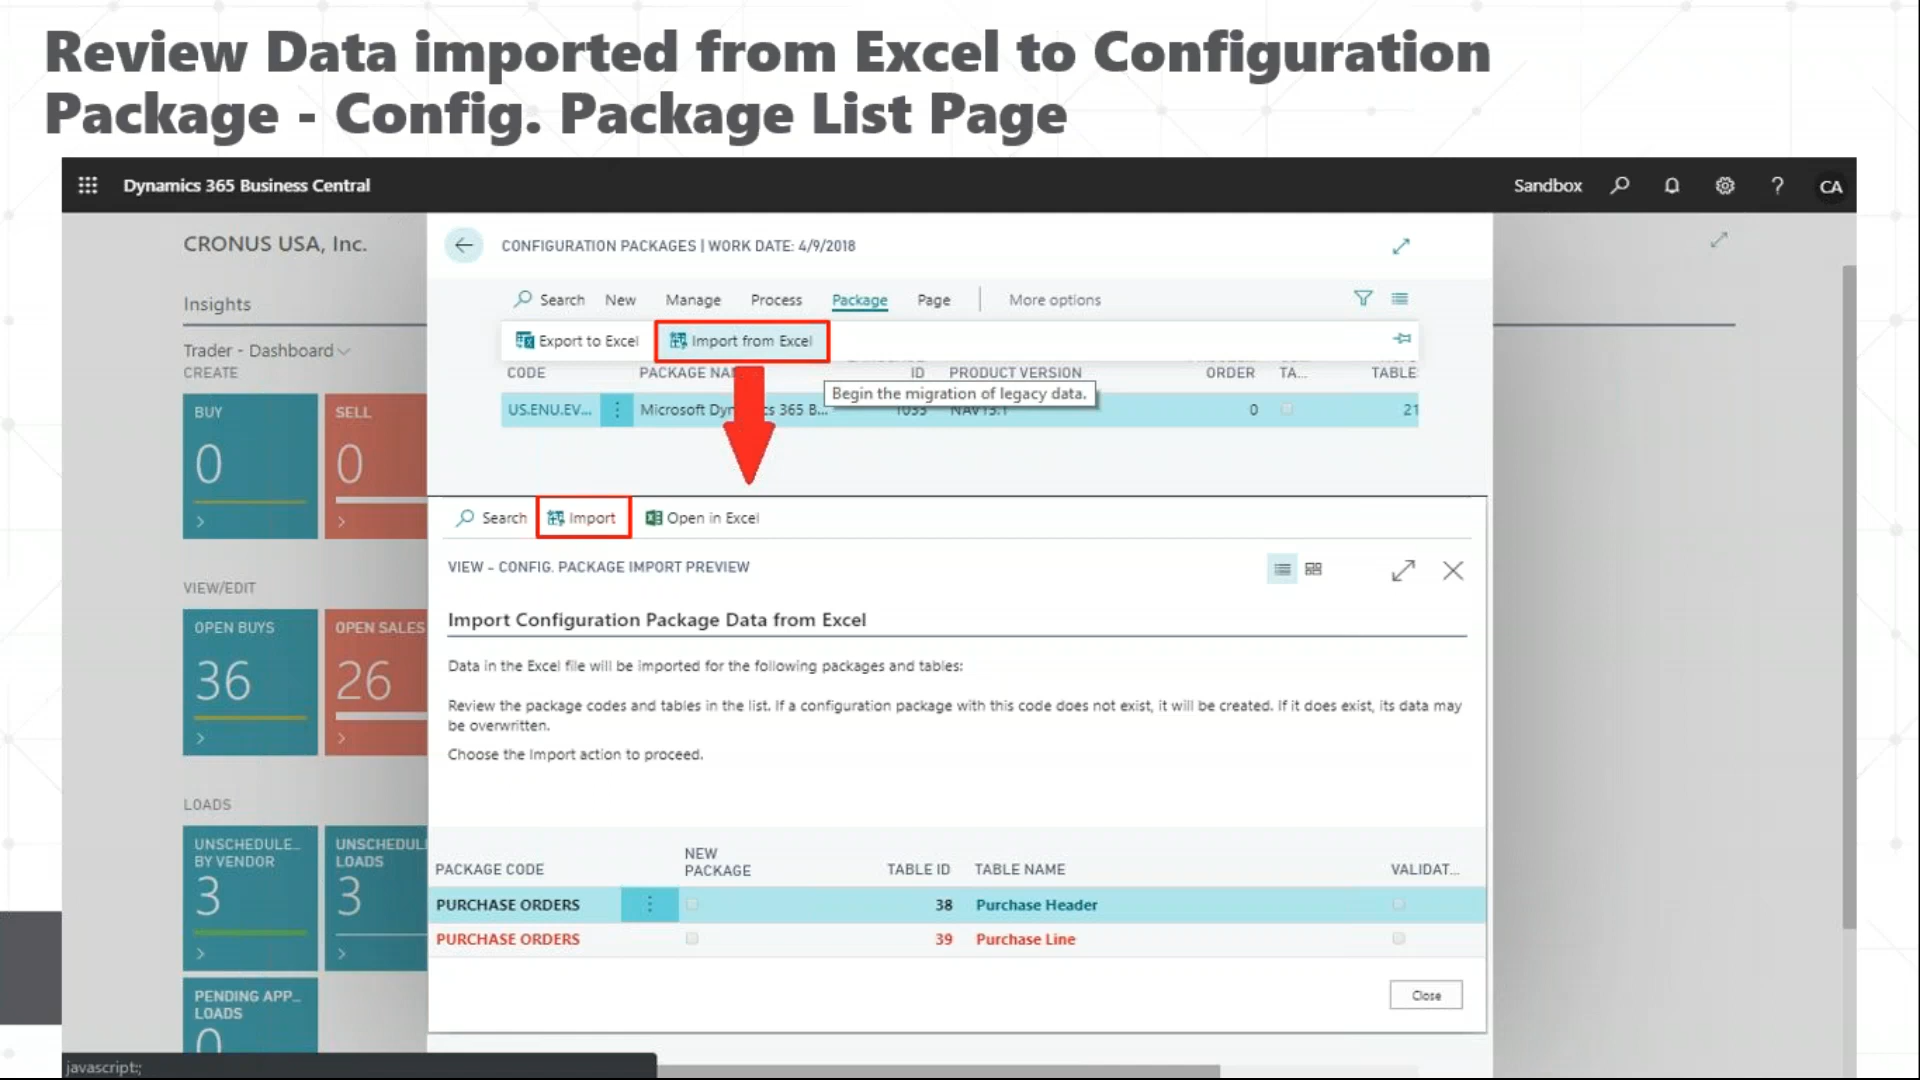 Review Data imported from Excel to Configuration
Package - Config. Package List Page
Dynamics 365 Business Central
Sandbox
?
CA
CRONUS USA, Inc.
Insights
Trader - Dashboard
CREATE
BUY
0
SELL
0
VIEW/EDIT
OPEN BUYS
36
OPEN SALES
26
LOADS
UNSCHEDULE...
BY VENDOR
3
UNSCHEDUL
LOADS
3
PENDING APP...
LOADS
0
javascript:;
CONFIGURATION PACKAGES | WORK DATE: 4/9/2018
Search New Manage Process Package Page More options
Export to Excel Import from Excel
CODE PACKAGE NA ID PRODUCT VERSION ORDER TA... TABLE
Begin the migration of legacy data.
US.ENU.EV... Microsoft Dyn cs 365 B... 1033 NAV13.1 0 21
Search Import Open in Excel
VIEW - CONFIG. PACKAGE IMPORT PREVIEW
Import Configuration Package Data from Excel
Data in the Excel file will be imported for the following packages and tables:
Review the package codes and tables in the list. If a configuration package with this code does not exist, it will be created. If it does exist, its data may
be overwritten.
Choose the Import action to proceed.
PACKAGE CODE NEW PACKAGE TABLE ID TABLE NAME VALIDAT...
PURCHASE ORDERS 38 Purchase Header
PURCHASE ORDERS 39 Purchase Line
Close